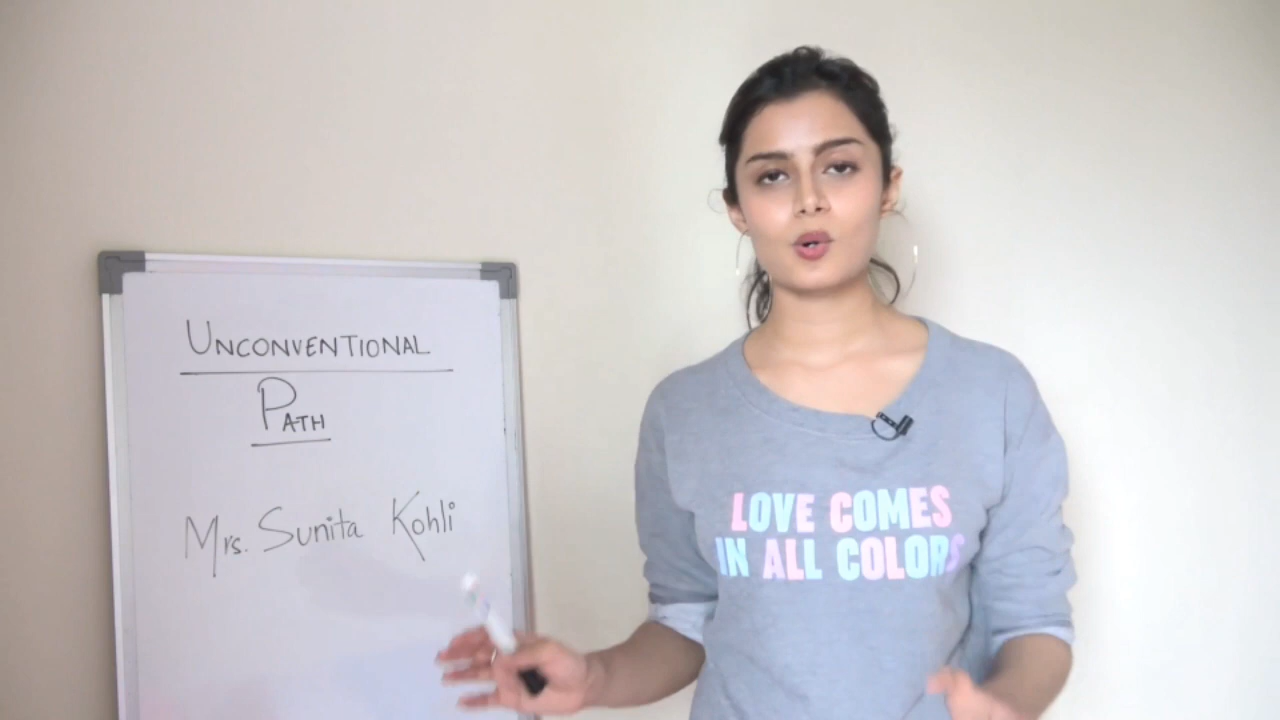 UNCONVENTIONAL
PATH
Mrs. Sunita Kohli
LOVE COMES
IN ALL COLORS